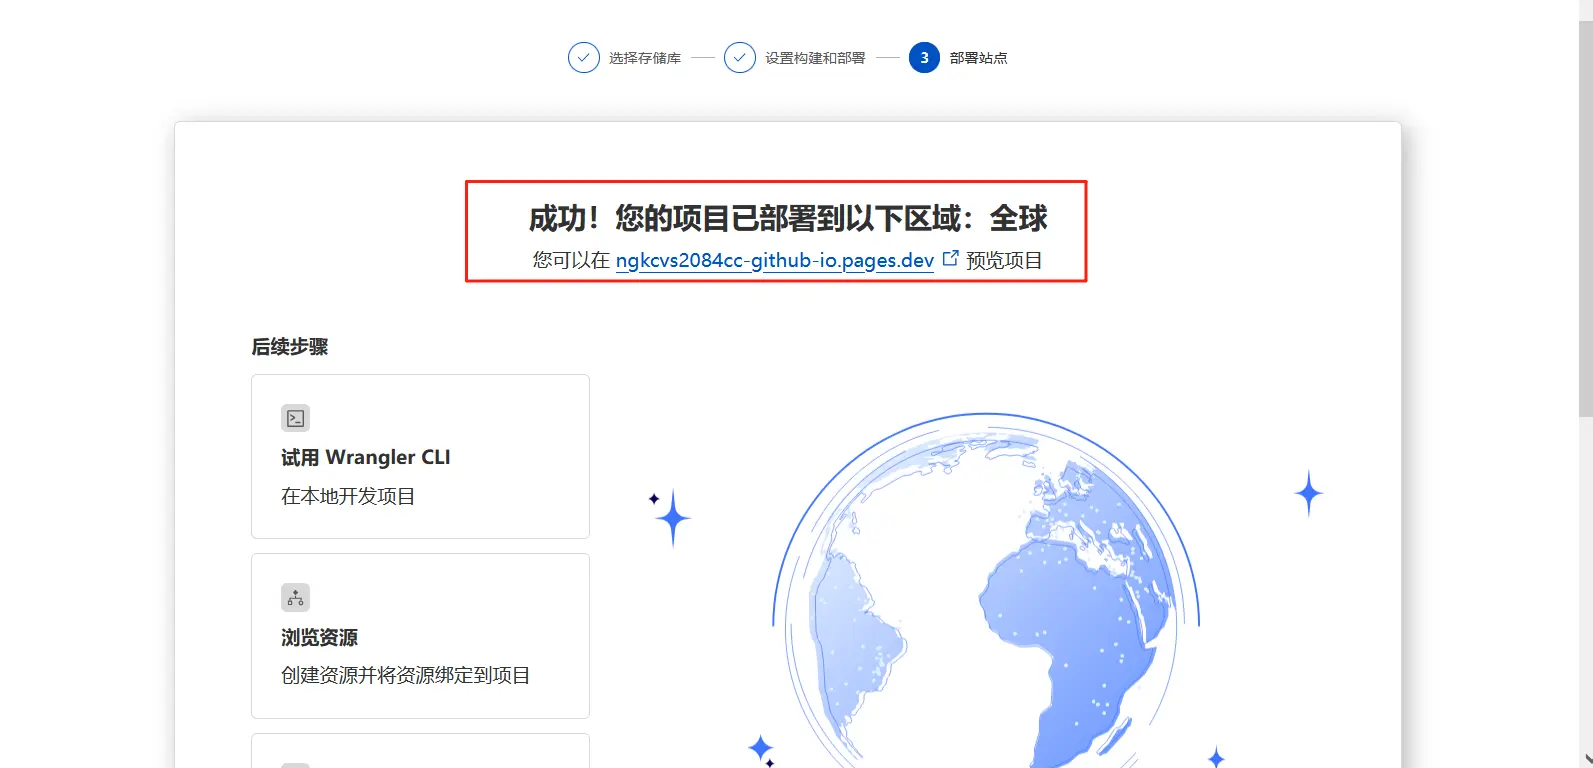 选择存储库
设置构建和部署
3 部署站点
成功！您的项目已部署到以下区域：全球
您可以在 ngkcvs2084cc-github-io.pages.dev 预览项目
后续步骤
试用 Wrangler CLI
在本地开发项目
浏览资源
创建资源并将资源绑定到项目